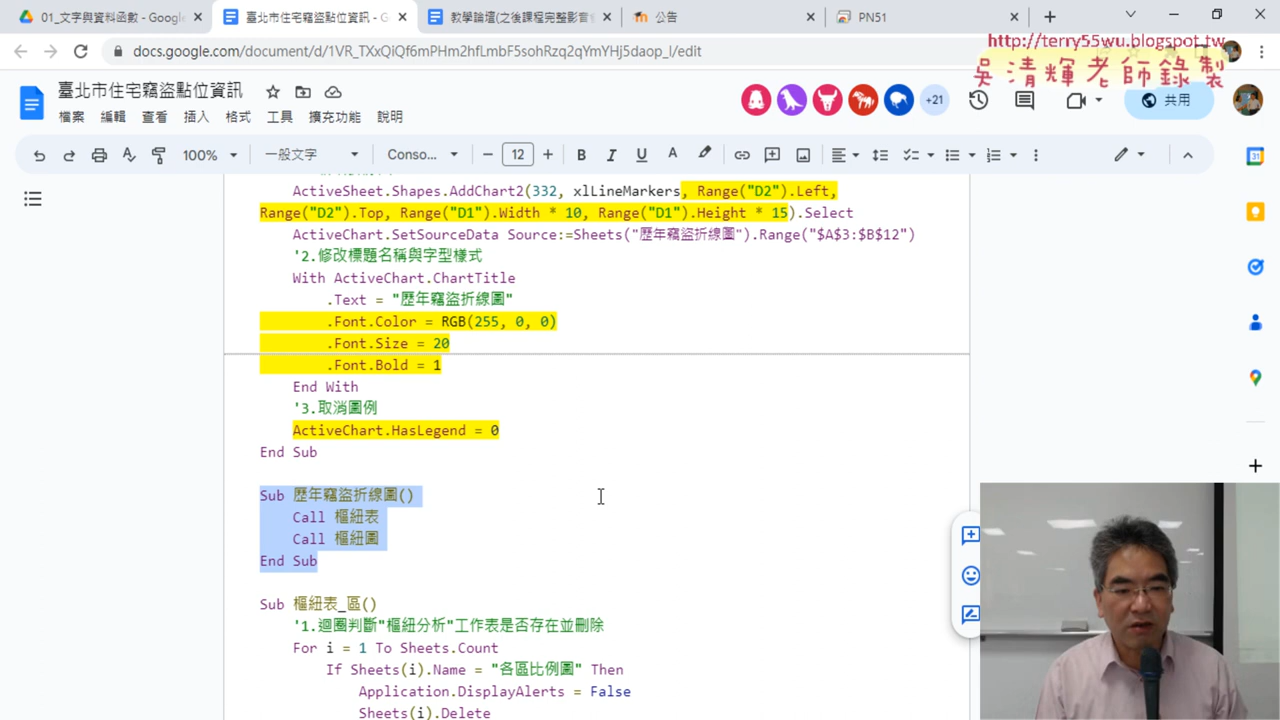 01_文字與資料函數 - Google
臺北市住宅竊盜點位資訊 - G
教學論壇(之後課程完整影音
公告
PN51
docs.google.com/document/d/1VR_TXxQiQf6mPHm2hfLmbF5sohRzq2qYmYHj5daop_I/edit
http://terry55wu.blogspot.tw
吳清輝老師錄製
臺北市住宅竊盜點位資訊
+21
共用
檔案 編輯 查看 插入 格式 工具 擴充功能 說明
100% 一般文字 Conso... 12 B I U A
ActiveSheet.Shapes.AddChart2(332, xlLineMarkers, Range("D2").Left,
Range("D2").Top, Range("D1").Width * 10, Range("D1").Height * 15).Select
ActiveChart.SetSourceData Source:=Sheets("歷年竊盜折線圖").Range("$A$3:$B$12")
'2.修改標題名稱與字型樣式
With ActiveChart.ChartTitle
.Text = "歷年竊盜折線圖"
.Font.Color = RGB(255, 0, 0)
.Font.Size = 20
.Font.Bold = 1
End With
'3.取消圖例
ActiveChart.HasLegend = 0
End Sub
Sub 歷年竊盜折線圖()
Call 樞紐表
Call 樞紐圖
End Sub
Sub 樞紐表_區()
'1.迴圈判斷"樞紐分析"工作表是否存在並刪除
For i = 1 To Sheets.Count
If Sheets(i).Name = "各區比例圖" Then
Application.DisplayAlerts = False
Sheets(i).Delete